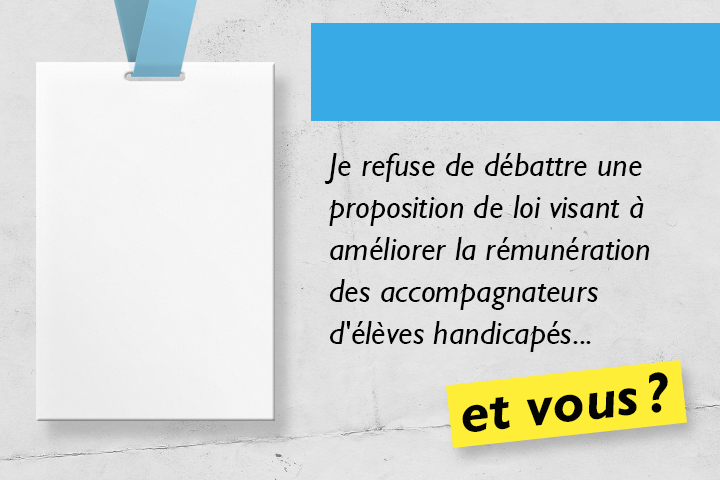 Je refuse de débattre une
proposition de loi visant à
améliorer la rémunération
des accompagnateurs
d'élèves handicapés...
et vous ?